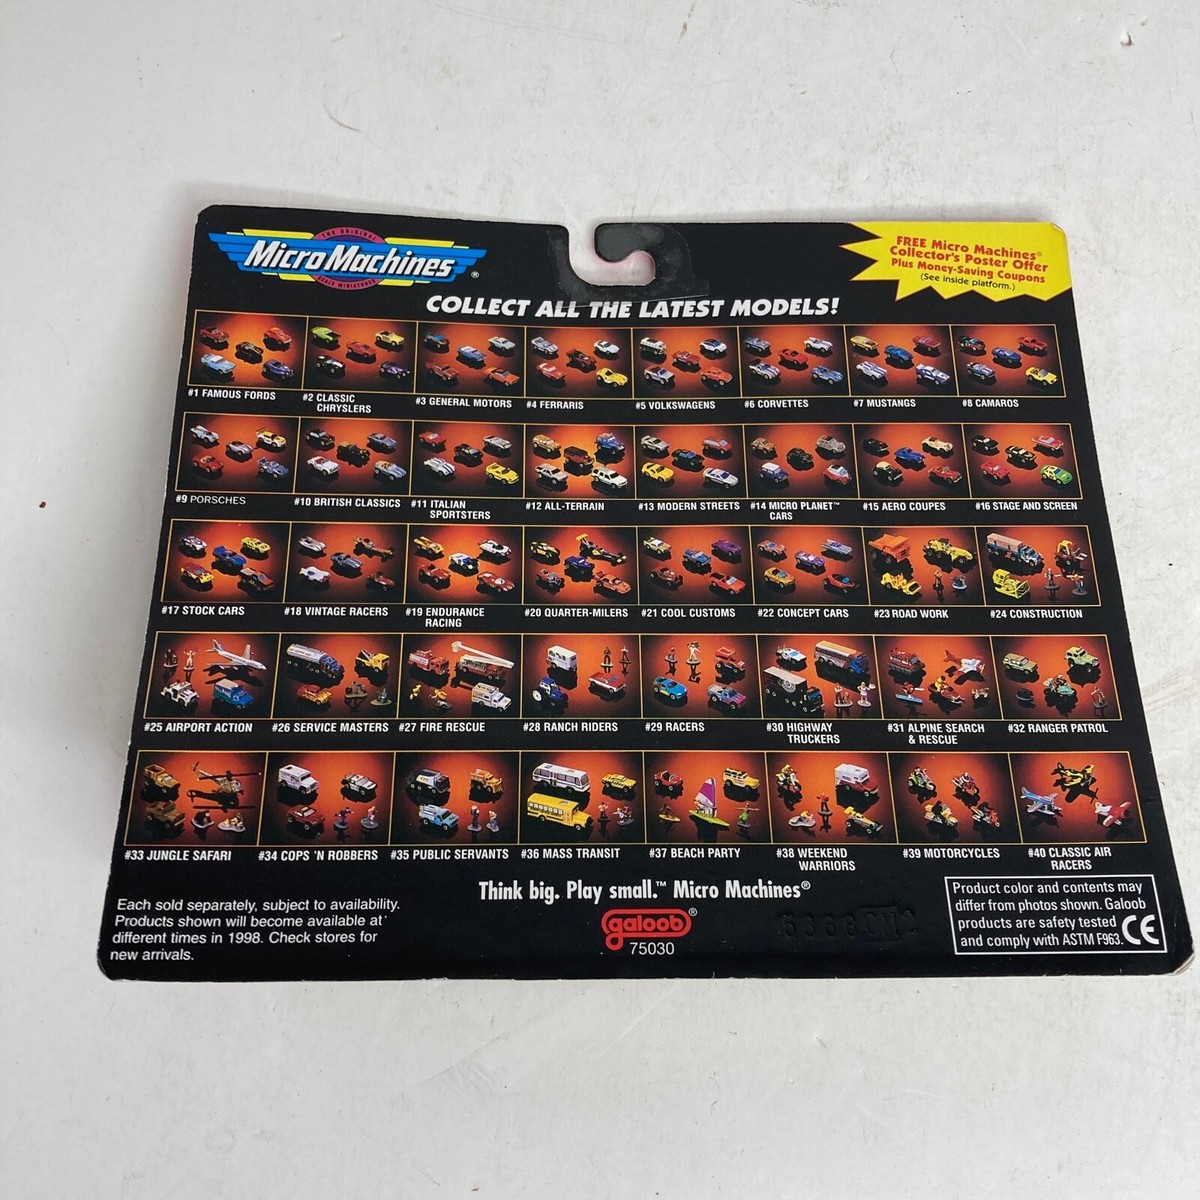 THE ORIGINAL
MicroMachines®
SCALE MINIATURES
FREE Micro Machines®
Collector's Poster Offer
Plus Money-Saving Coupons
(See inside platform.)
COLLECT ALL THE LATEST MODELS!
#1 FAMOUS FORDS
#2 CLASSIC
CHRYSLERS
#3 GENERAL MOTORS
#4 FERRARIS
#5 VOLKSWAGENS
#6 CORVETTES
#7 MUSTANGS
#8 CAMAROS
#9 PORSCHES
#10 BRITISH CLASSICS
#11 ITALIAN
SPORTSTERS
#12 ALL-TERRAIN
#13 MODERN STREETS
#14 MICRO PLANET™
CARS
#15 AERO COUPES
#16 STAGE AND SCREEN
#17 STOCK CARS
#18 VINTAGE RACERS
#19 ENDURANCE
RACING
#20 QUARTER-MILERS
#21 COOL CUSTOMS
#22 CONCEPT CARS
#23 ROAD WORK
#24 CONSTRUCTION
#25 AIRPORT ACTION
#26 SERVICE MASTERS
#27 FIRE RESCUE
#28 RANCH RIDERS
#29 RACERS
#30 HIGHWAY
TRUCKERS
#31 ALPINE SEARCH
& RESCUE
#32 RANGER PATROL
#33 JUNGLE SAFARI
#34 COPS 'N ROBBERS
#35 PUBLIC SERVANTS
#36 MASS TRANSIT
#37 BEACH PARTY
#38 WEEKEND
WARRIORS
#39 MOTORCYCLES
#40 CLASSIC AIR
RACERS
Think big. Play small.™ Micro Machines®
Each sold separately, subject to availability.
Products shown will become available at
different times in 1998. Check stores for
new arrivals.
galoob®
75030
Product color and contents may
differ from photos shown. Galoob
products are safety tested
and comply with ASTM F963.
CE